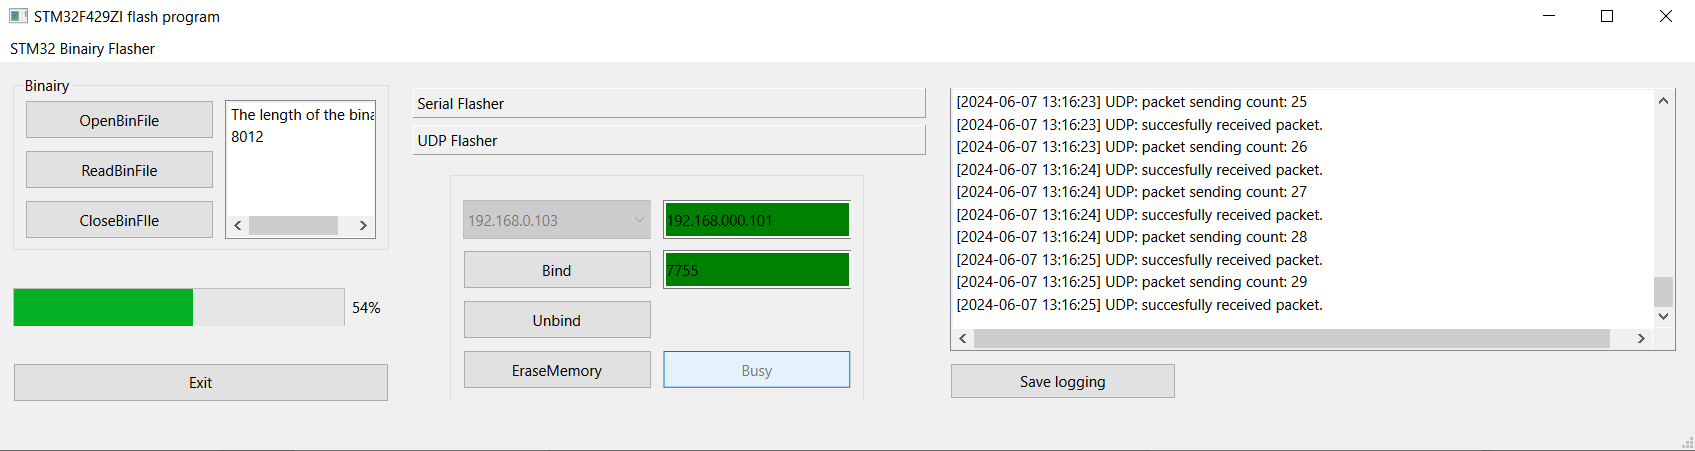 STM32F429ZI flash program
STM32 Binairy Flasher
Binairy
OpenBinFile
ReadBinFile
CloseBinFIle
The length of the bina
8012
54%
Exit
Serial Flasher
UDP Flasher
192.168.0.103
192.168.000.101
Bind
7755
Unbind
EraseMemory
Busy
[2024-06-07 13:16:23] UDP: packet sending count: 25
[2024-06-07 13:16:23] UDP: succesfully received packet.
[2024-06-07 13:16:23] UDP: packet sending count: 26
[2024-06-07 13:16:24] UDP: succesfully received packet.
[2024-06-07 13:16:24] UDP: packet sending count: 27
[2024-06-07 13:16:24] UDP: succesfully received packet.
[2024-06-07 13:16:24] UDP: packet sending count: 28
[2024-06-07 13:16:25] UDP: succesfully received packet.
[2024-06-07 13:16:25] UDP: packet sending count: 29
[2024-06-07 13:16:25] UDP: succesfully received packet.
Save logging